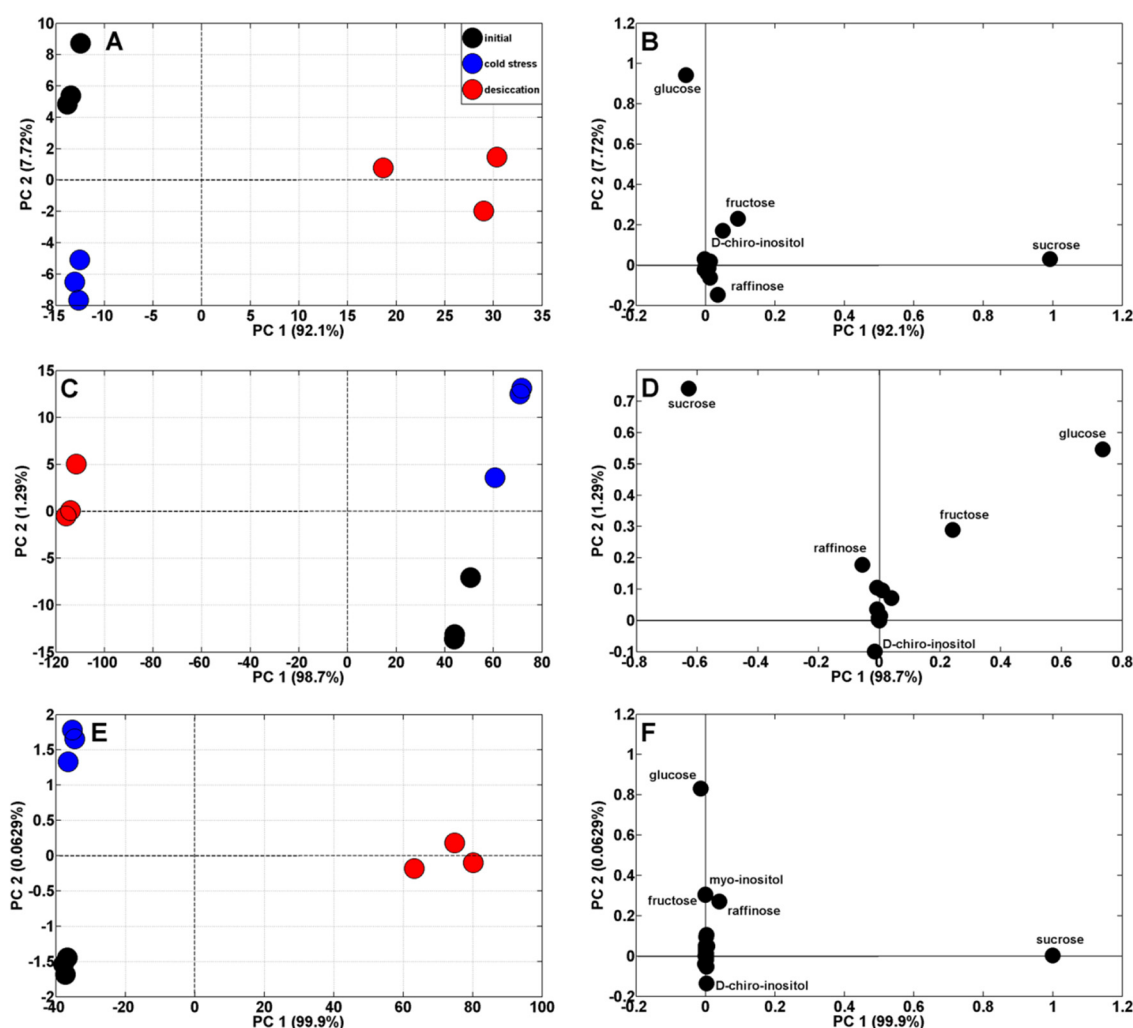 A
initial
cold stress
desiccation
10
8
6
4
2
0
-2
-4
-6
-8
-15 -10 -5 0 5 10 15 20 25 30 35
PC 1 (92.1%)
PC 2 (7.72%)
B
glucose
fructose
D-chiro-inositol
sucrose
raffinose
1.2
1
0.8
0.6
0.4
0.2
0
-0.2
-0.2 0 0.2 0.4 0.6 0.8 1 1.2
PC 1 (92.1%)
PC 2 (7.72%)
C
15
10
5
0
-5
-10
-15
-120 -100 -80 -60 -40 -20 0 20 40 60 80
PC 1 (98.7%)
PC 2 (1.29%)
D
sucrose
glucose
fructose
raffinose
D-chiro-inositol
0.7
0.6
0.5
0.4
0.3
0.2
0.1
0
-0.1
-0.8 -0.6 -0.4 -0.2 0 0.2 0.4 0.6 0.8
PC 1 (98.7%)
PC 2 (1.29%)
E
2
1.5
1
0.5
0
-0.5
-1
-1.5
-2
-40 -20 0 20 40 60 80 100
PC 1 (99.9%)
PC 2 (0.0629%)
F
glucose
myo-inositol
fructose
raffinose
sucrose
D-chiro-inositol
1.2
1
0.8
0.6
0.4
0.2
0
-0.2
-0.2 0 0.2 0.4 0.6 0.8 1 1.2
PC 1 (99.9%)
PC 2 (0.0629%)